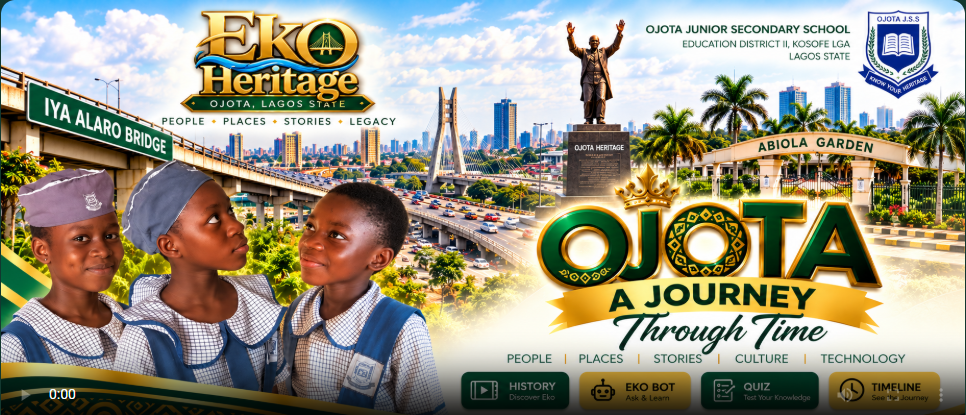 Eko
Heritage
OJOTA, LAGOS STATE
PEOPLE • PLACES • STORIES • LEGACY
OJOTA JUNIOR SECONDARY SCHOOL
EDUCATION DISTRICT II, KOSOFE LGA
LAGOS STATE
OJOTA J.S.S
KNOW YOUR HERITAGE
IYA ALARO BRIDGE
OJOTA HERITAGE
ABIOLA GARDEN
OJOTA
A JOURNEY
Through Time
PEOPLE | PLACES | STORIES | CULTURE | TECHNOLOGY
HISTORY
Discover Eko
EKO BOT
Ask & Learn
QUIZ
Test Your Knowledge
TIMELINE
See the Journey
0:00